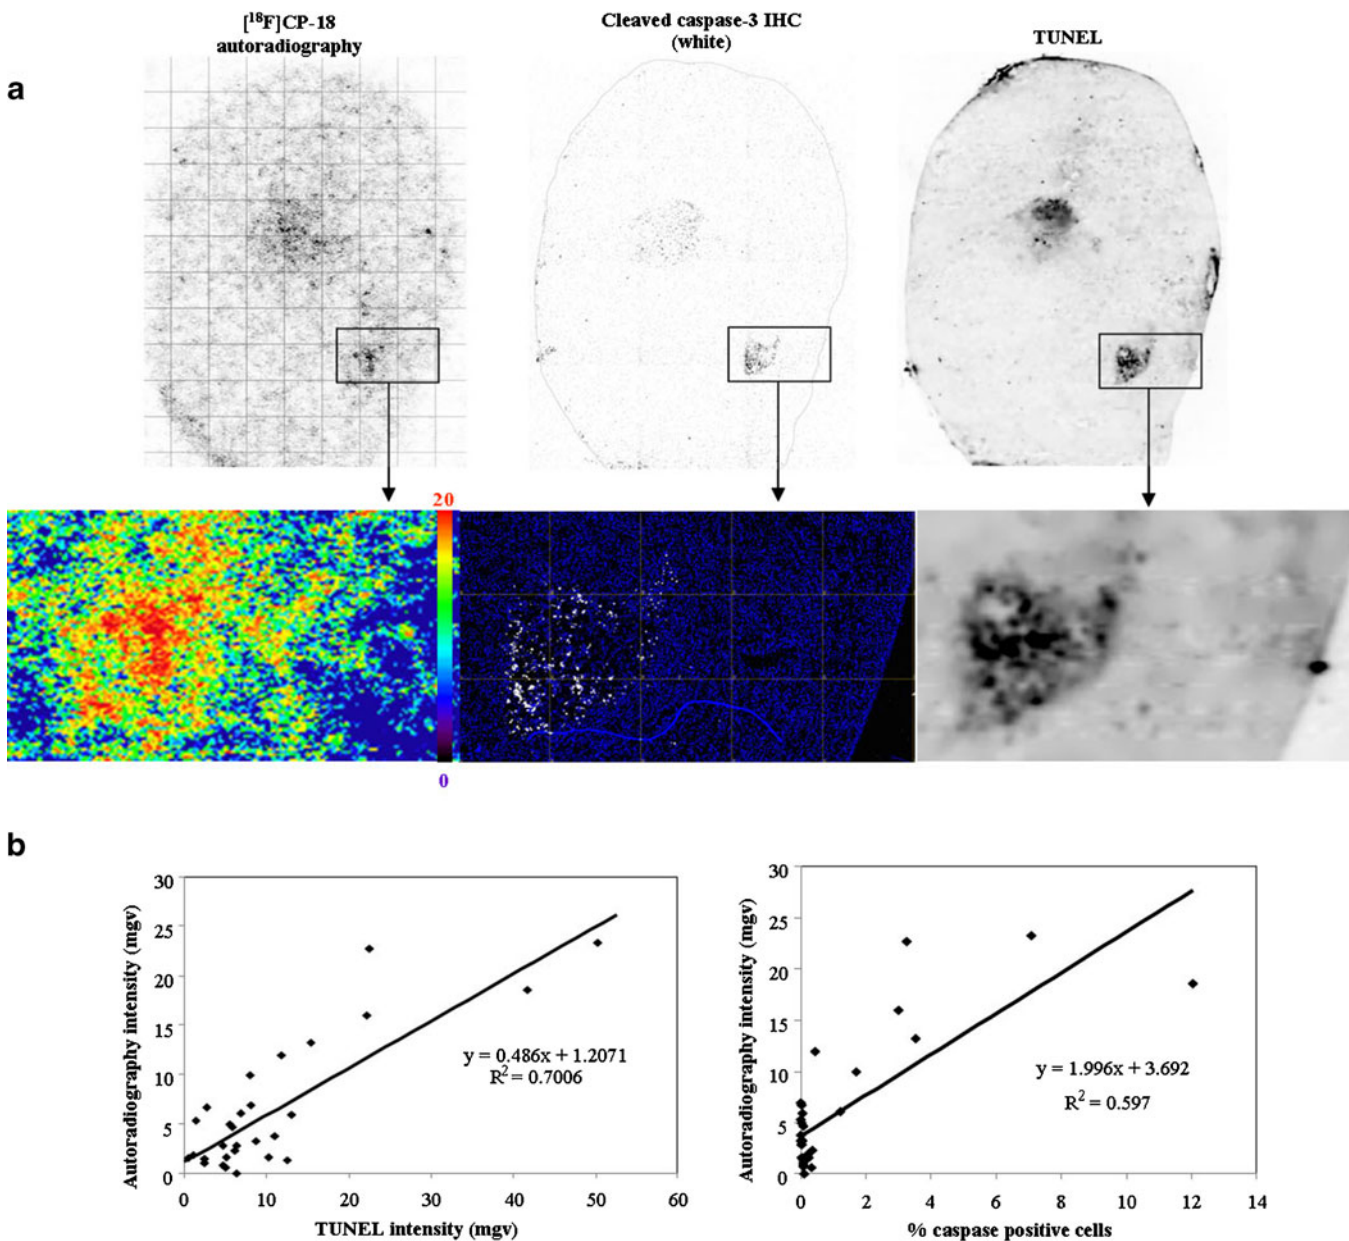 a
[¹⁸F]CP-18
autoradiography
Cleaved caspase-3 IHC
(white)
TUNEL
20
0
b
30
25
20
15
10
5
0
0
10
20
30
40
50
60
Autoradiography intensity (mgv)
TUNEL intensity (mgv)
y = 0.486x + 1.2071
R² = 0.7006
30
25
20
15
10
5
0
0
2
4
6
8
10
12
14
Autoradiography intensity (mgv)
% caspase positive cells
y = 1.996x + 3.692
R² = 0.597